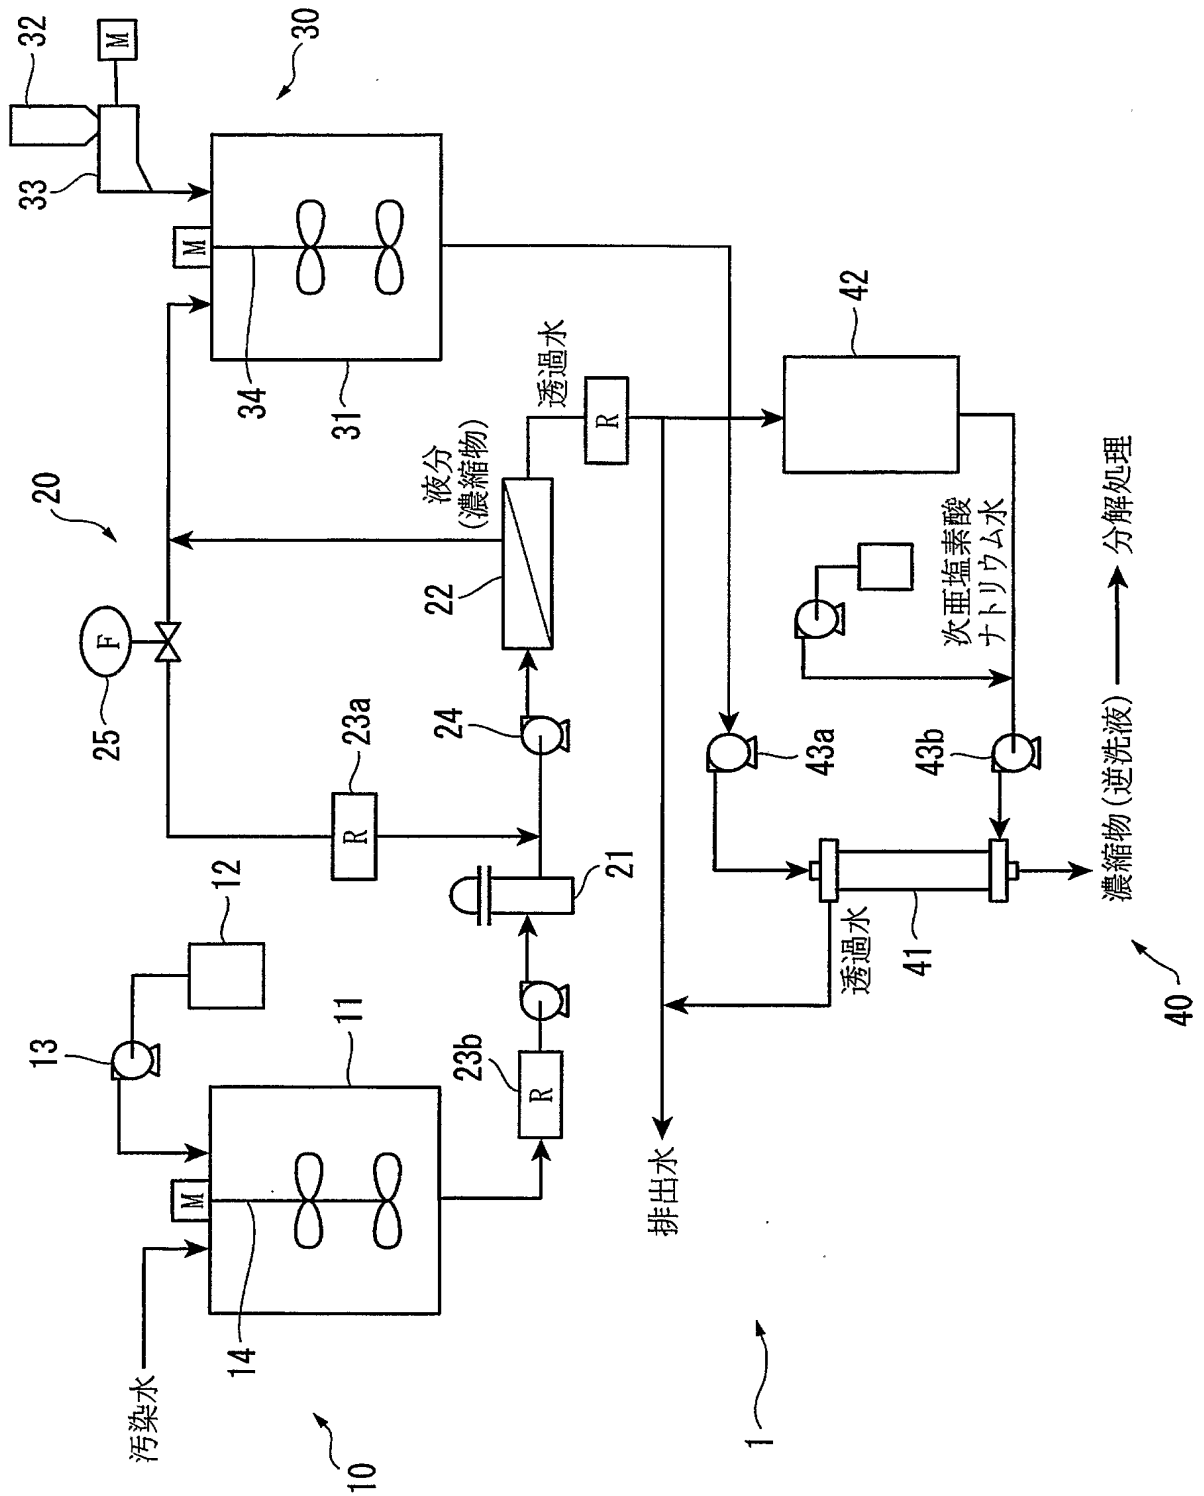 汚染水
10
14
M
13
12
11
23b
R
21
23a
R
25
F
20
24
22
液分
(濃縮物)
透過水
R
34
31
M
33
32
M
30
42
次亜塩素酸
ナトリウム水
43a
43b
41
透過水
排出水
濃縮物(逆洗液)
分解処理
40
1